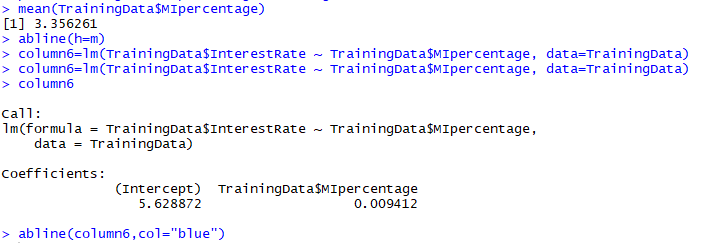 > mean(TrainingData$MIpercentage)
[1] 3.356261
> abline(h=m)
> column6=lm(TrainingData$InterestRate ~ TrainingData$MIpercentage, data=TrainingData)
> column6=lm(TrainingData$InterestRate ~ TrainingData$MIpercentage, data=TrainingData)
> column6
Call:
lm(formula = TrainingData$InterestRate ~ TrainingData$MIpercentage,
data = TrainingData)
Coefficients:
(Intercept) TrainingData$MIpercentage
5.628872 0.009412
> abline(column6,col="blue")